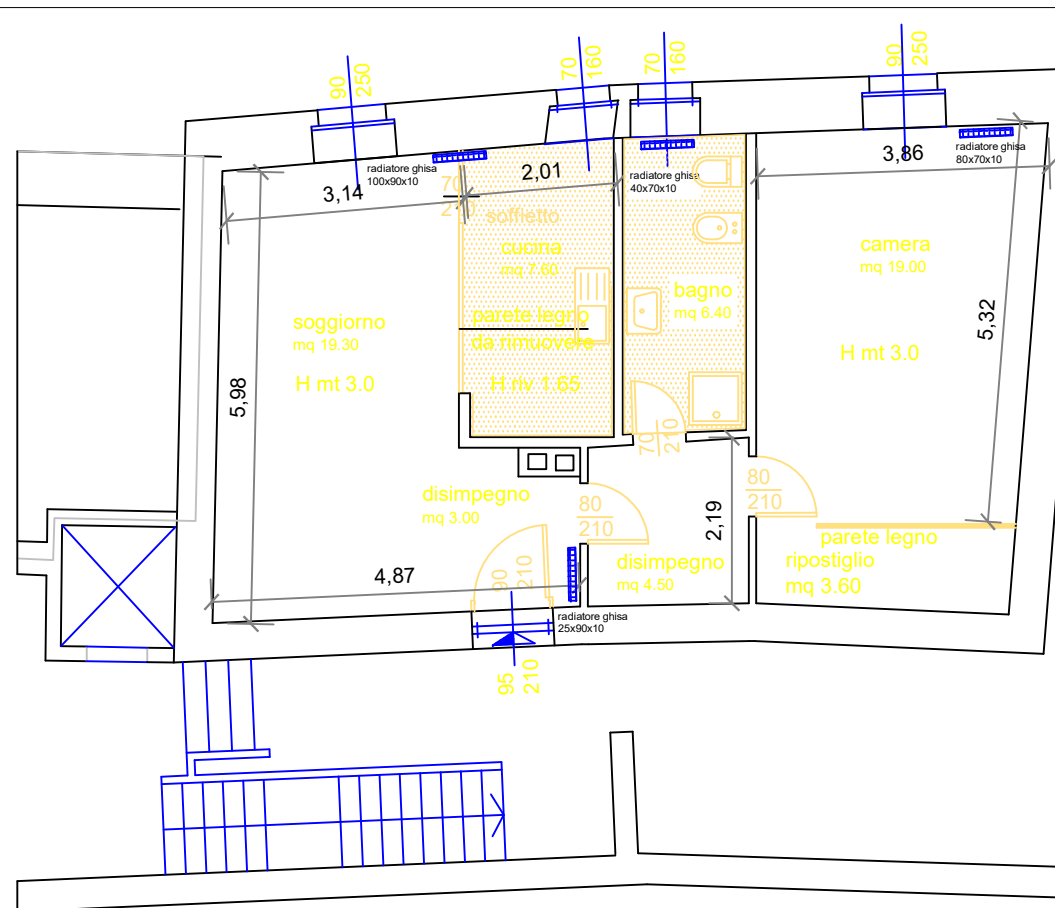 90
250
70
160
70
160
90
250
radiatore ghisa
100x90x10
radiatore ghisa
40x70x10
radiatore ghisa
80x70x10
3,14
2,01
3,86
70
210
soffietto
cucina
mq 7.60
camera
mq 19.00
bagno
mq 6.40
soggiorno
mq 19.30
parete legno
da rimuovere
H mt 3.0
H riv 1.65
H mt 3.0
5,98
5,32
70
210
disimpegno
mq 3.00
80
210
80
210
2,19
parete legno
ripostiglio
mq 3.60
disimpegno
mq 4.50
4,87
90
210
radiatore ghisa
25x90x10
95
210